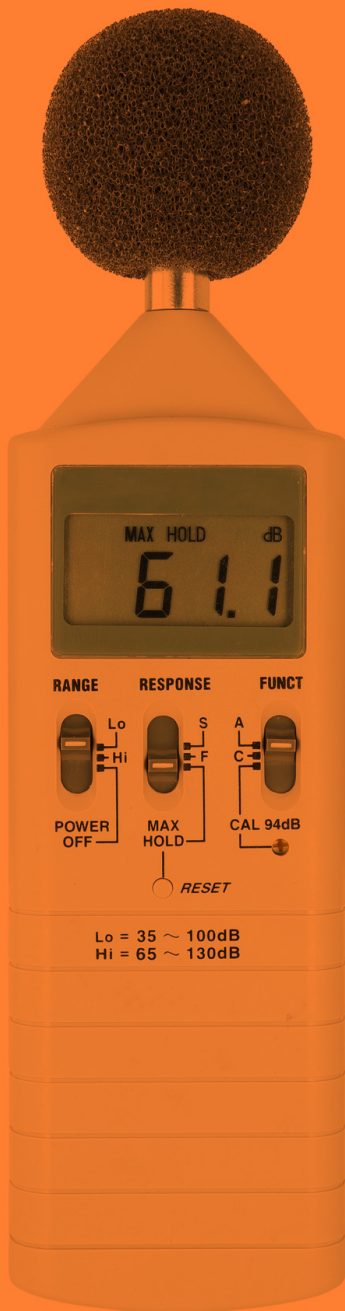 MAX HOLD dB
61.1
RANGE RESPONSE FUNCT
Lo S A
Hi F C
POWER OFF MAX HOLD CAL 94dB
RESET
Lo = 35 ~ 100dB
Hi = 65 ~ 130dB